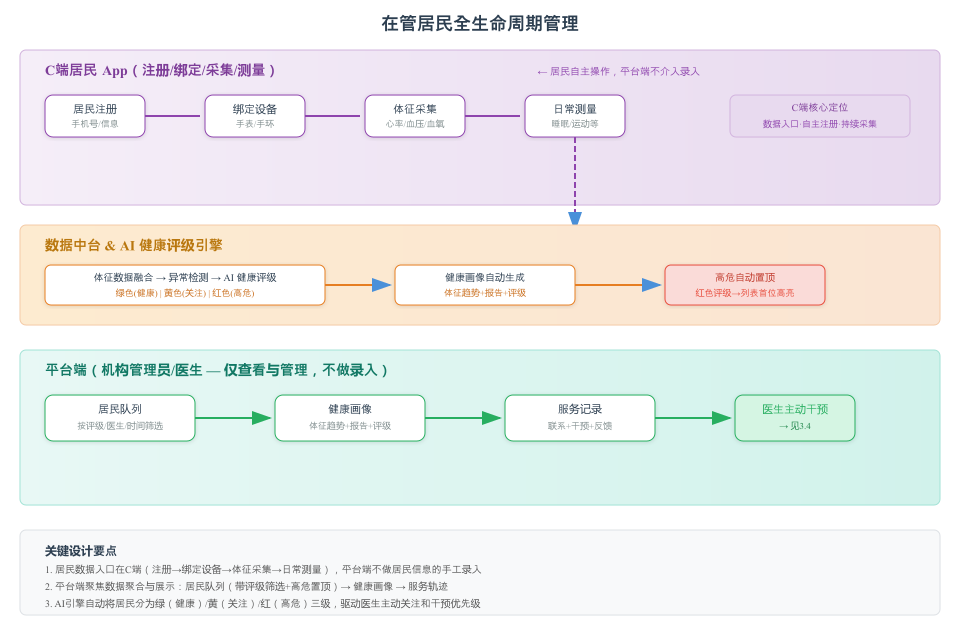 在管居民全生命周期管理
C端居民 App（注册/绑定/采集/测量）
← 居民自主操作，平台端不介入录入
居民注册
手机号/信息
绑定设备
手表/手环
体征采集
心率/血压/血氧
日常测量
睡眠/运动等
C端核心定位
数据入口·自主注册·持续采集
数据中台 & AI 健康评级引擎
体征数据融合 → 异常检测 → AI 健康评级
绿色(健康) | 黄色(关注) | 红色(高危)
健康画像自动生成
体征趋势+报告+评级
高危自动置顶
红色评级→列表首位高亮
平台端（机构管理员/医生 — 仅查看与管理，不做录入）
居民队列
按评级/医生/时间筛选
健康画像
体征趋势+报告+评级
服务记录
联系+干预+反馈
医生主动干预
→ 见3.4
关键设计要点
1. 居民数据入口在C端（注册→绑定设备→体征采集→日常测量），平台端不做居民信息的手工录入
2. 平台端聚焦数据聚合与展示：居民队列（带评级筛选+高危置顶）→ 健康画像 → 服务轨迹
3. AI引擎自动将居民分为绿（健康）/黄（关注）/红（高危）三级，驱动医生主动关注和干预优先级